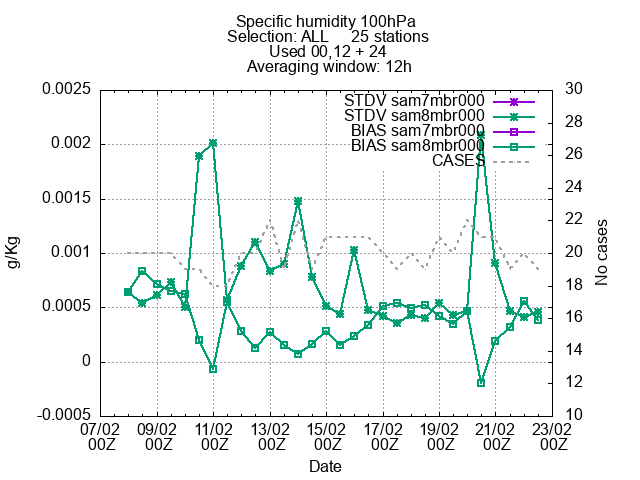 Specific humidity 100hPa
Selection: ALL 25 stations
Used 00,12 + 24
Averaging window: 12h
STDV sam7mbr000
STDV sam8mbr000
BIAS sam7mbr000
BIAS sam8mbr000
CASES
0.0025
0.002
0.0015
0.001
0.0005
0
-0.0005
g/Kg
30
28
26
24
22
20
18
16
14
12
10
No cases
07/02 09/02 11/02 13/02 15/02 17/02 19/02 21/02 23/02
00Z 00Z 00Z 00Z 00Z 00Z 00Z 00Z 00Z
Date